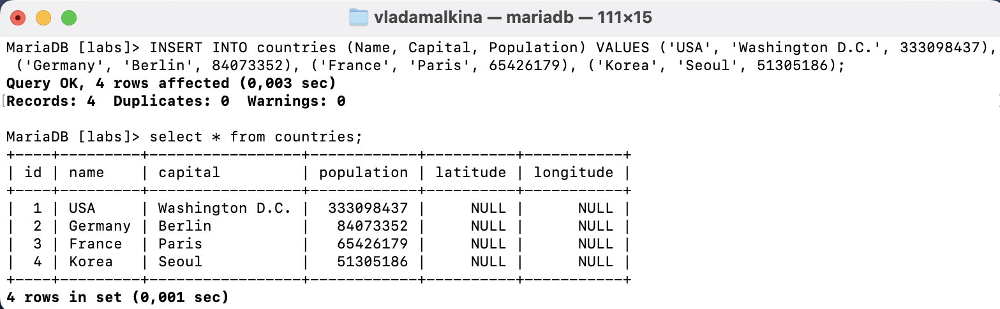 vladamalkina — mariadb — 111×15
MariaDB [labs]> INSERT INTO countries (Name, Capital, Population) VALUES ('USA', 'Washington D.C.', 333098437),
 ('Germany', 'Berlin', 84073352), ('France', 'Paris', 65426179), ('Korea', 'Seoul', 51305186);
Query OK, 4 rows affected (0,003 sec)
Records: 4  Duplicates: 0  Warnings: 0

MariaDB [labs]> select * from countries;
+----+----------+-----------------+------------+----------+-----------+
| id | name     | capital         | population | latitude | longitude |
+----+----------+-----------------+------------+----------+-----------+
|  1 | USA      | Washington D.C. |  333098437 |     NULL |      NULL |
|  2 | Germany  | Berlin          |   84073352 |     NULL |      NULL |
|  3 | France   | Paris           |   65426179 |     NULL |      NULL |
|  4 | Korea    | Seoul           |   51305186 |     NULL |      NULL |
+----+----------+-----------------+------------+----------+-----------+
4 rows in set (0,001 sec)